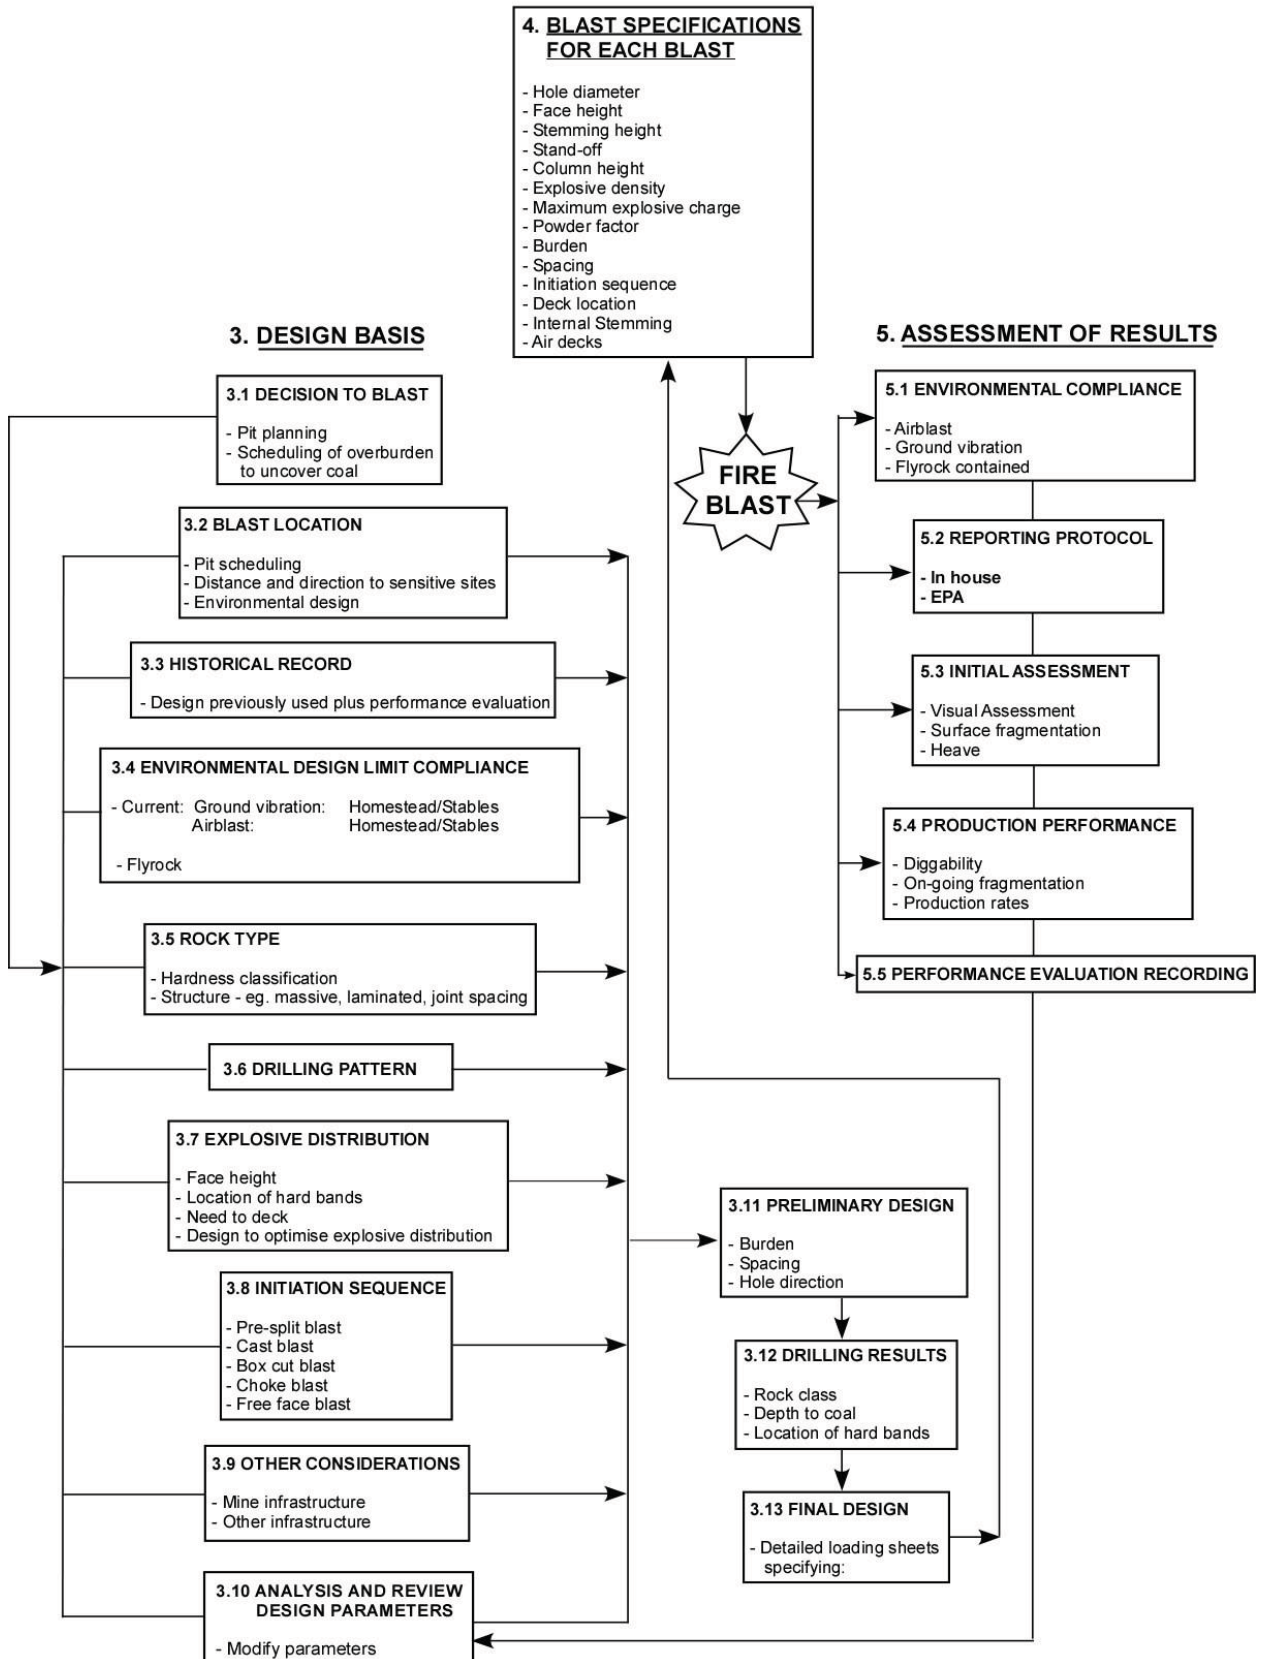 4. BLAST SPECIFICATIONS
FOR EACH BLAST
- Hole diameter
- Face height
- Stemming height
- Stand-off
- Column height
- Explosive density
- Maximum explosive charge
- Powder factor
- Burden
- Spacing
- Initiation sequence
- Deck location
- Internal Stemming
- Air decks
3. DESIGN BASIS
3.1 DECISION TO BLAST
- Pit planning
- Scheduling of overburden
to uncover coal
3.2 BLAST LOCATION
- Pit scheduling
- Distance and direction to sensitive sites
- Environmental design
3.3 HISTORICAL RECORD
- Design previously used plus performance evaluation
3.4 ENVIRONMENTAL DESIGN LIMIT COMPLIANCE
- Current: Ground vibration: Homestead/Stables
Airblast: Homestead/Stables
- Flyrock
3.5 ROCK TYPE
- Hardness classification
- Structure - eg. massive, laminated, joint spacing
3.6 DRILLING PATTERN
3.7 EXPLOSIVE DISTRIBUTION
- Face height
- Location of hard bands
- Need to deck
- Design to optimise explosive distribution
3.8 INITIATION SEQUENCE
- Pre-split blast
- Cast blast
- Box cut blast
- Choke blast
- Free face blast
3.9 OTHER CONSIDERATIONS
- Mine infrastructure
- Other infrastructure
3.10 ANALYSIS AND REVIEW
DESIGN PARAMETERS
- Modify parameters
3.11 PRELIMINARY DESIGN
- Burden
- Spacing
- Hole direction
3.12 DRILLING RESULTS
- Rock class
- Depth to coal
- Location of hard bands
3.13 FINAL DESIGN
- Detailed loading sheets
specifying:
FIRE
BLAST
5. ASSESSMENT OF RESULTS
5.1 ENVIRONMENTAL COMPLIANCE
- Airblast
- Ground vibration
- Flyrock contained
5.2 REPORTING PROTOCOL
- In house
- EPA
5.3 INITIAL ASSESSMENT
- Visual Assessment
- Surface fragmentation
- Heave
5.4 PRODUCTION PERFORMANCE
- Diggability
- On-going fragmentation
- Production rates
5.5 PERFORMANCE EVALUATION RECORDING